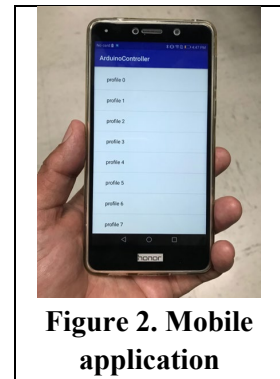 ArduinoController
profile 0
profile 1
profile 2
profile 3
profile 4
profile 5
profile 6
profile 7
honor
Figure 2. Mobile
application